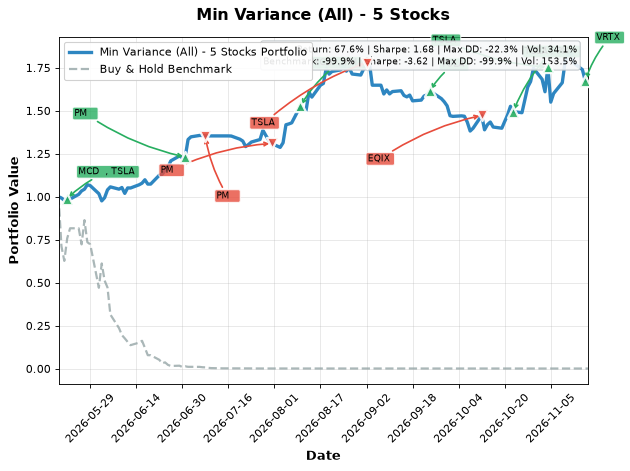 Min Variance (All) - 5 Stocks
VRTX
TSLA
Min Variance (All) - 5 Stocks Portfolio
urn: 67.6% | Sharpe: 1.68 | Max DD: -22.3% | Vol: 34.1%
Buy & Hold Benchmark
-99.9% | Sharpe: -3.62 | Max DD: -99.9% | Vol: 153.5%
1.75
1.50
PM
TSLA
1.25
EQIX
MCD , TSLA
PM
1.00
PM
0.75
0.50
0.25
0.00
Portfolio Value
2026-05-29
2026-06-14
2026-06-30
2026-07-16
2026-08-01
2026-08-17
2026-09-02
2026-09-18
2026-10-04
2026-10-20
2026-11-05
Date